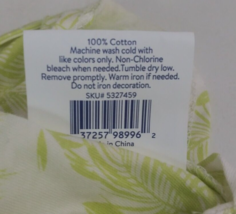 100% Cotton
Machine wash cold with
like colors only. Non-Chlorine
bleach when needed.Tumble dry low.
Remove promptly. Warm iron if needed.
Do not iron decoration.
SKU# 5327459
37257 98996 2
in China